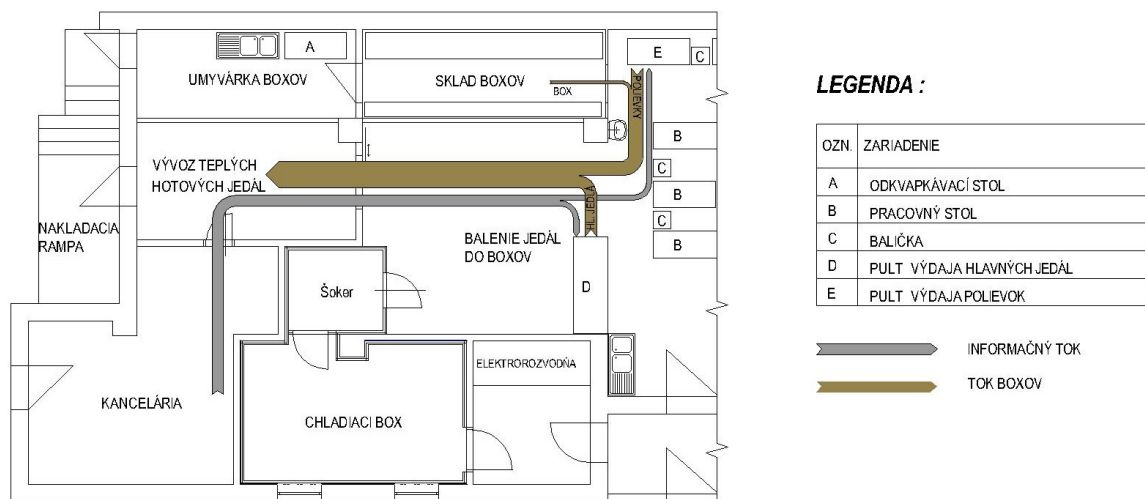 A
E
C
UMYVÁRKA BOXOV
SKLAD BOXOV
BOX
POLIEVKY
B
C
VÝVOZ TEPLÝCH
HOTOVÝCH JEDÁL
B
C
HL. JEDLÁ
NAKLADACIA
RAMPA
BALENIE JEDÁL
DO BOXOV
B
Šoker
D
ELEKTROROZVODŇA
KANCELÁRIA
CHLADIACI BOX
LEGENDA :
OZN. ZARIADENIE
A ODKVAPKÁVACÍ STOL
B PRACOVNÝ STOL
C BALIČKA
D PULT VÝDAJA HLAVNÝCH JEDÁL
E PULT VÝDAJA POLIEVOK
INFORMAČNÝ TOK
TOK BOXOV